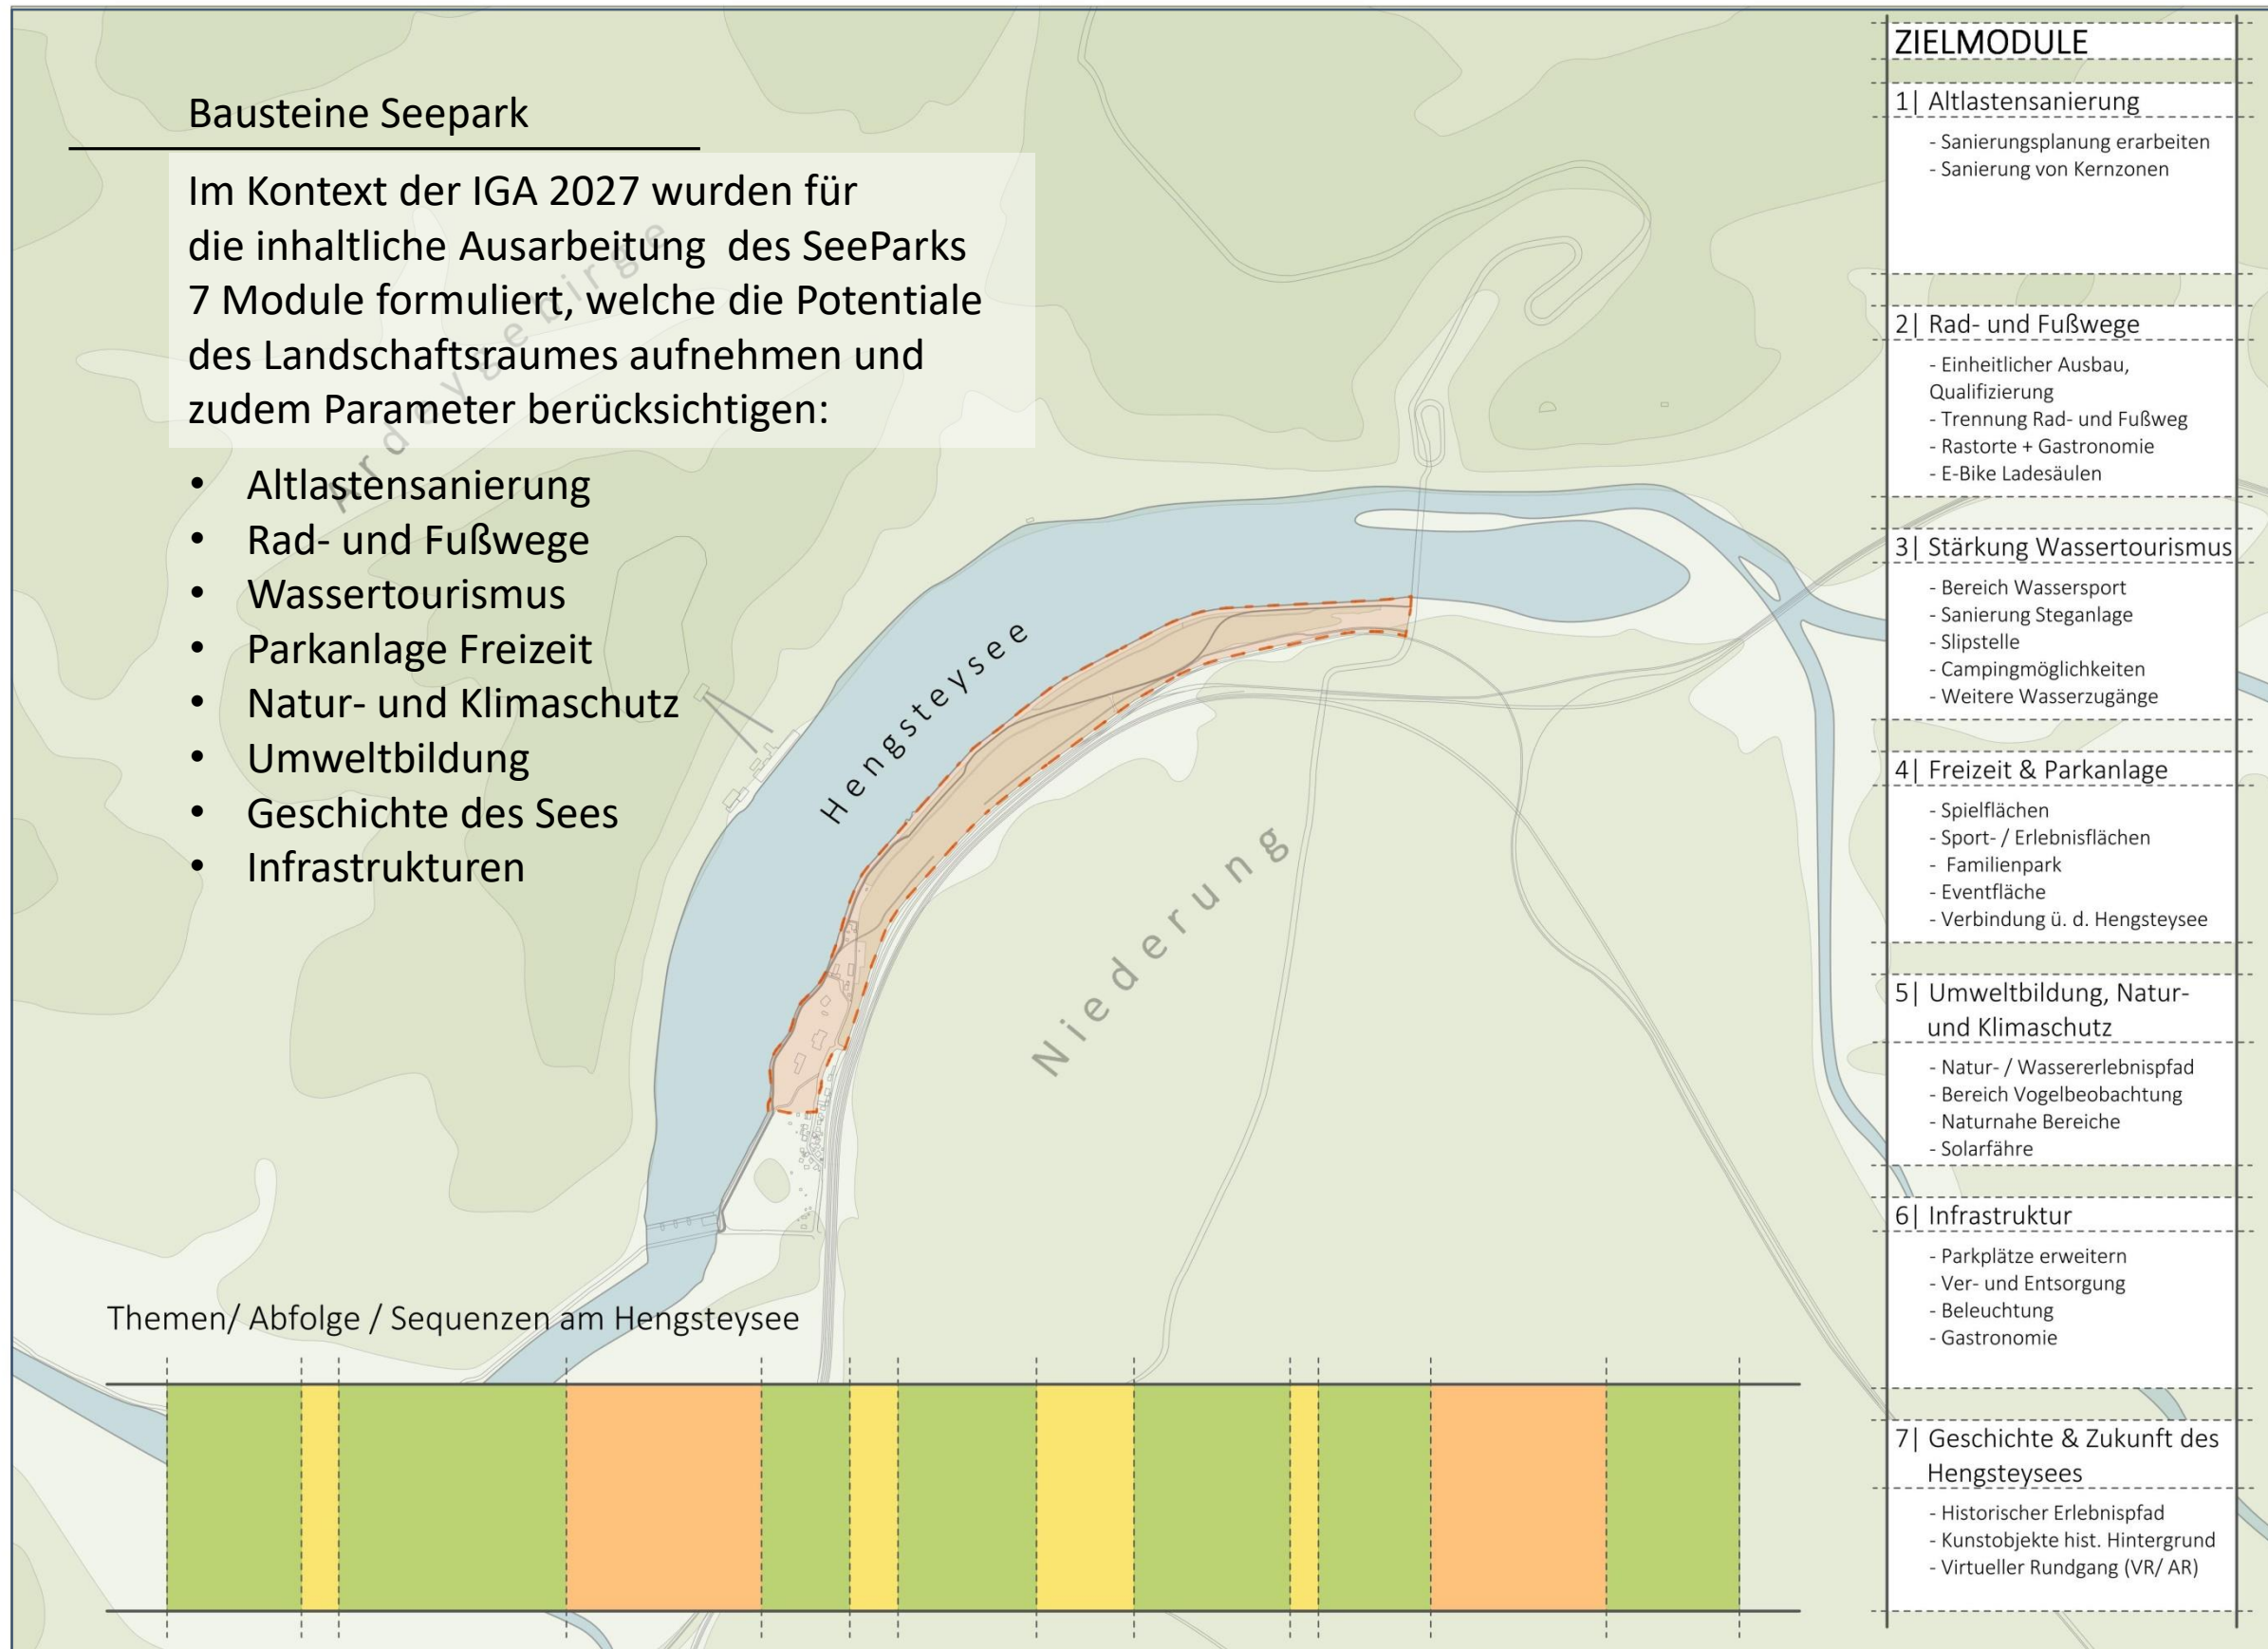 Bausteine Seepark
Im Kontext der IGA 2027 wurden für
die inhaltliche Ausarbeitung des SeeParks
7 Module formuliert, welche die Potentiale
des Landschaftsraumes aufnehmen und
zudem Parameter berücksichtigen:
• Altlastensanierung
• Rad- und Fußwege
• Wassertourismus
• Parkanlage Freizeit
• Natur- und Klimaschutz
• Umweltbildung
• Geschichte des Sees
• Infrastrukturen
Ardeygebirge
Hengsteysee
Niederung
Themen/ Abfolge / Sequenzen am Hengsteysee
ZIELMODULE
1| Altlastensanierung
- Sanierungsplanung erarbeiten
- Sanierung von Kernzonen
2| Rad- und Fußwege
- Einheitlicher Ausbau,
Qualifizierung
- Trennung Rad- und Fußweg
- Rastorte + Gastronomie
- E-Bike Ladesäulen
3| Stärkung Wassertourismus
- Bereich Wassersport
- Sanierung Steganlage
- Slipstelle
- Campingmöglichkeiten
- Weitere Wasserzugänge
4| Freizeit & Parkanlage
- Spielflächen
- Sport- / Erlebnisflächen
- Familienpark
- Eventfläche
- Verbindung ü. d. Hengsteysee
5| Umweltbildung, Natur-
und Klimaschutz
- Natur- / Wassererlebnispfad
- Bereich Vogelbeobachtung
- Naturnahe Bereiche
- Solarfähre
6| Infrastruktur
- Parkplätze erweitern
- Ver- und Entsorgung
- Beleuchtung
- Gastronomie
7| Geschichte & Zukunft des
Hengsteysees
- Historischer Erlebnispfad
- Kunstobjekte hist. Hintergrund
- Virtueller Rundgang (VR/ AR)